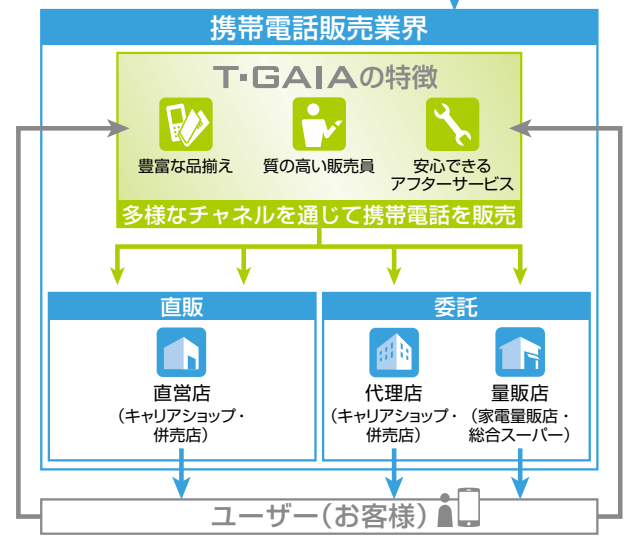 携帯電話販売業界
T・GAIAの特徴
豊富な品揃え
質の高い販売員
安心できる
アフターサービス
多様なチャネルを通じて携帯電話を販売
直販
直営店
（キャリアショップ・
併売店）
委託
代理店
（キャリアショップ・
併売店）
量販店
（家電量販店・
総合スーパー）
ユーザー（お客様）